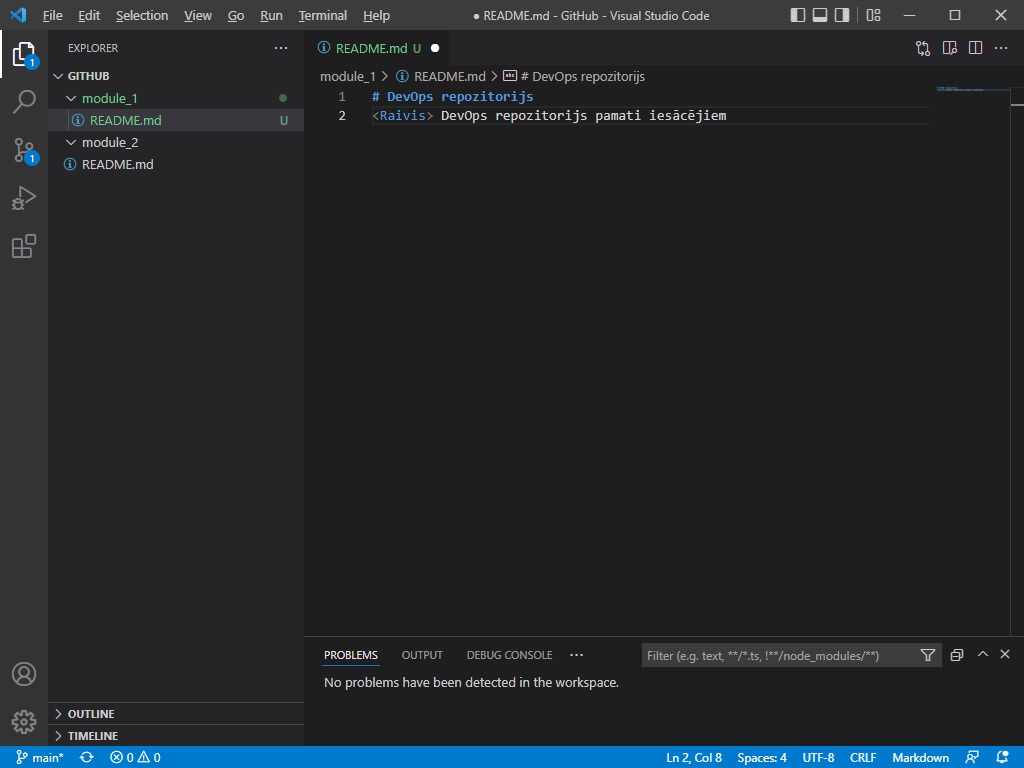 File Edit Selection View Go Run Terminal Help ● README.md - GitHub - Visual Studio Code
EXPLORER
GITHUB
module_1
README.md U
module_2
README.md
1
1
README.md U
module_1 > README.md > # DevOps repozitorijs
1 # DevOps repozitorijs
2 <Raivis> DevOps repozitorijs pamati iesācējiem
PROBLEMS OUTPUT DEBUG CONSOLE
Filter (e.g. text, **/*.ts, !**/node_modules/**)
No problems have been detected in the workspace.
OUTLINE
TIMELINE
main* 0 0 Ln 2, Col 8 Spaces: 4 UTF-8 CRLF Markdown